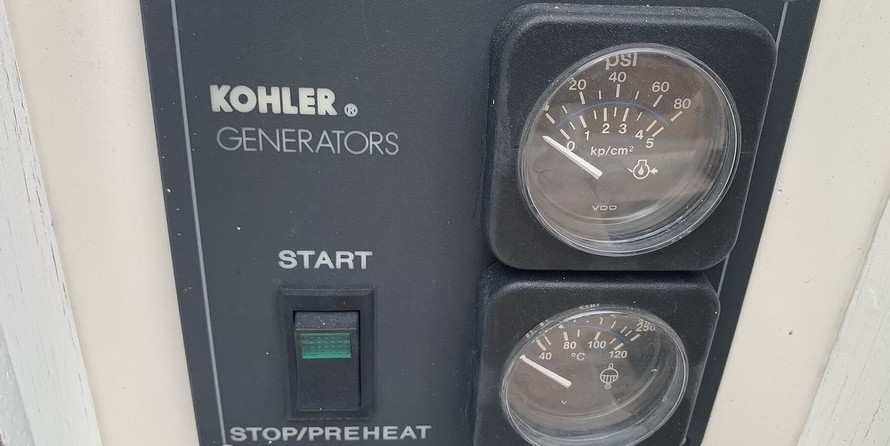 KOHLER®
GENERATORS
START
STOP/PREHEAT
psi
20 40 60 80
0 1 2 3 4 5
kp/cm²
VDO
250
40 80 100 120
°C